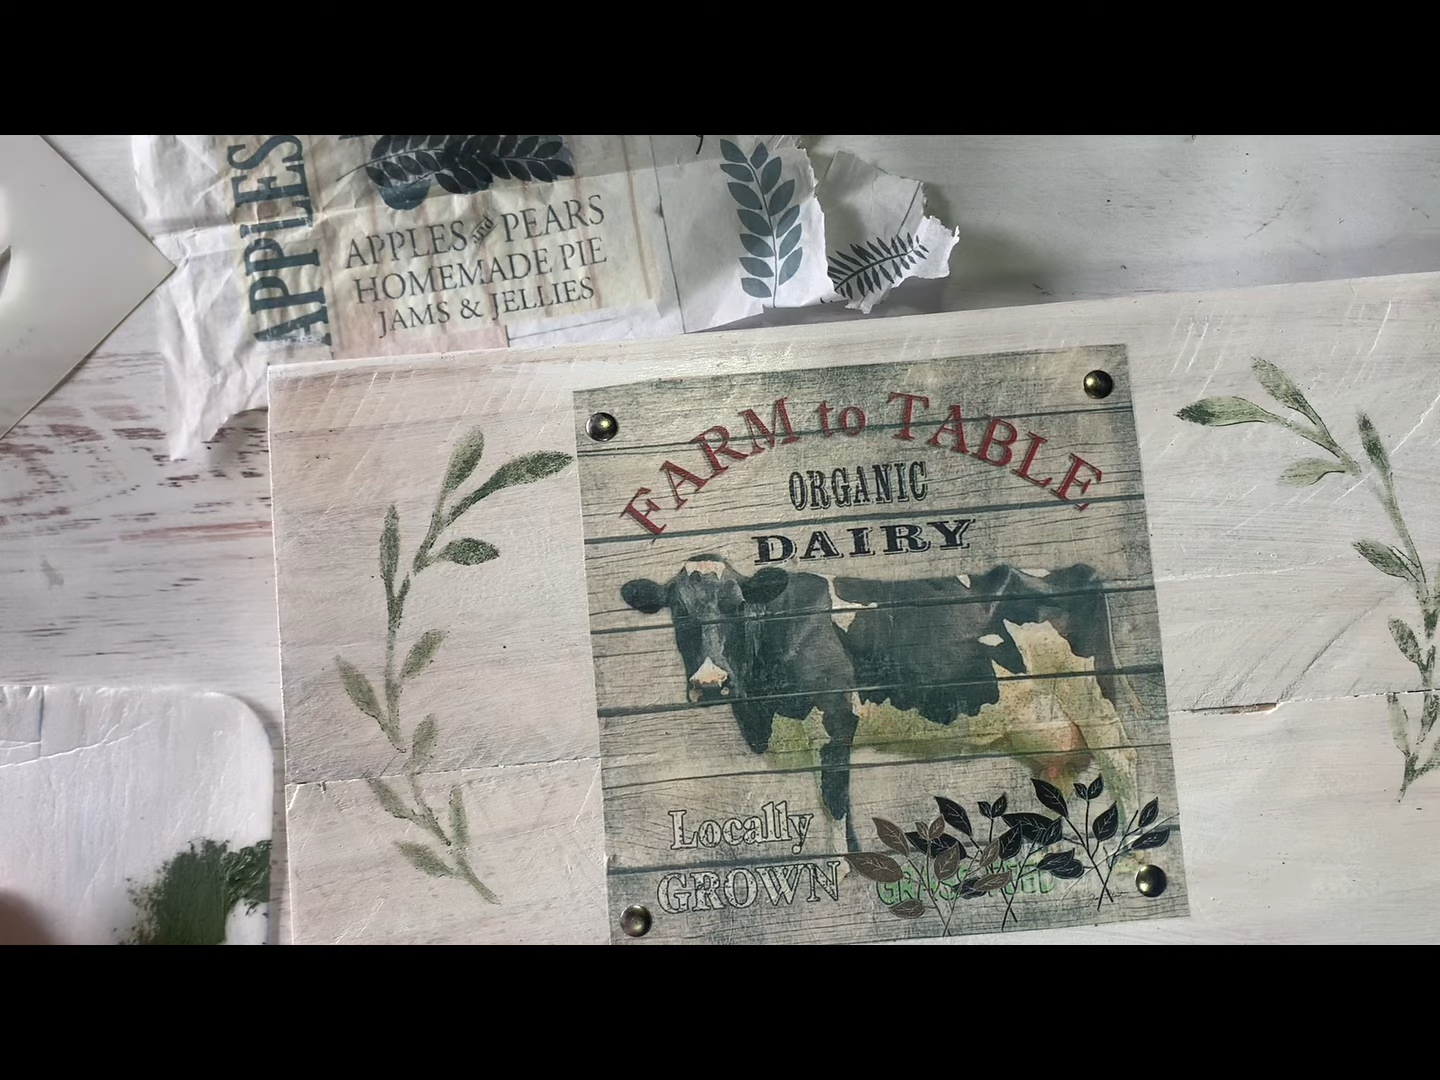 APPLES
APPLES and PEARS
HOMEMADE PIE
JAMS & JELLIES
FARM to TABLE
ORGANIC
DAIRY
Locally
GROWN